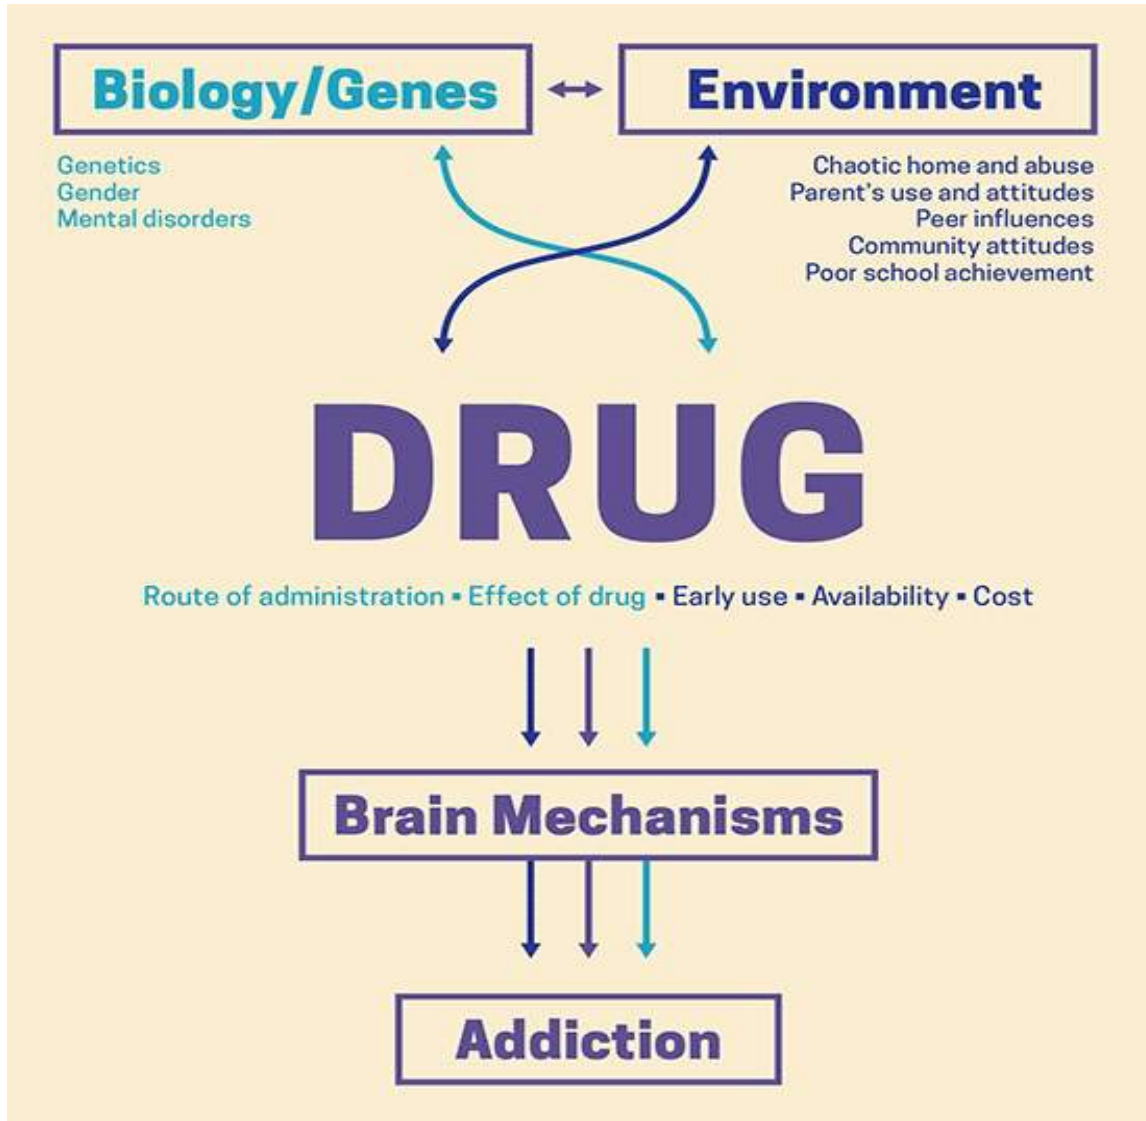 Biology/Genes
Environment
Genetics
Gender
Mental disorders
Chaotic home and abuse
Parent's use and attitudes
Peer influences
Community attitudes
Poor school achievement
DRUG
Route of administration ▪ Effect of drug ▪ Early use ▪ Availability ▪ Cost
Brain Mechanisms
Addiction